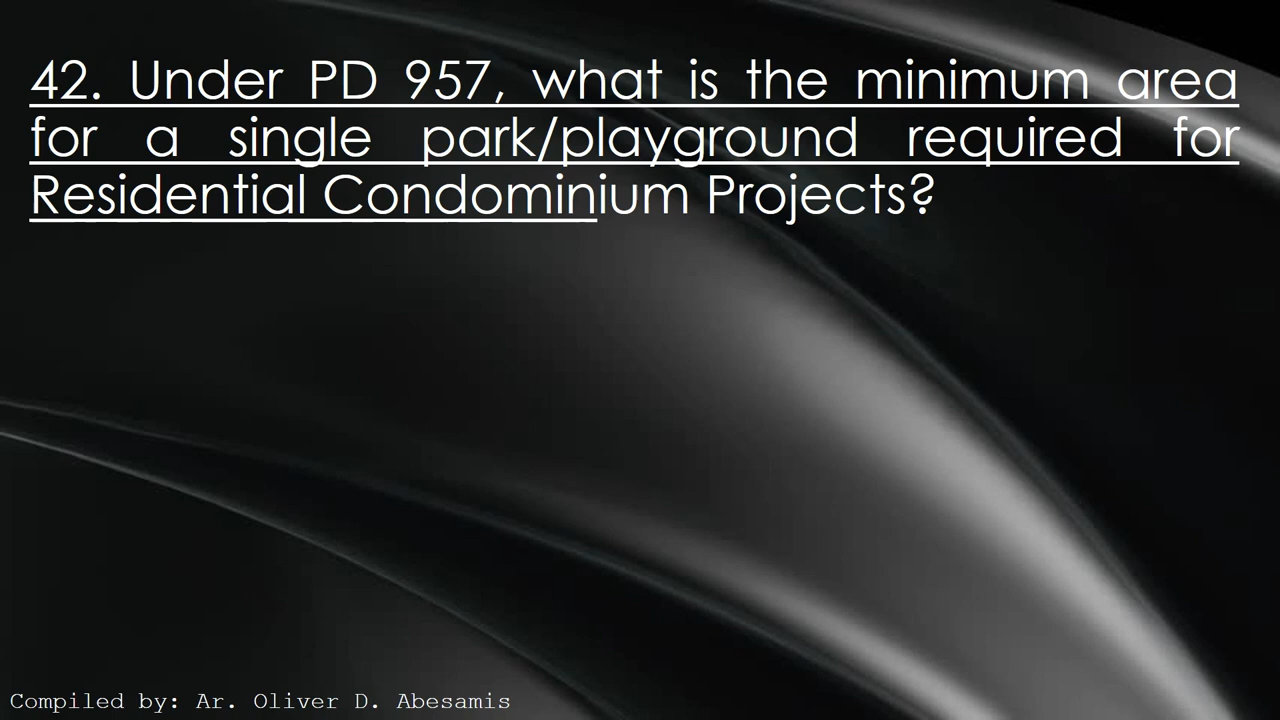 42. Under PD 957, what is the minimum area
for a single park/playground required for
Residential Condominium Projects?
Compiled by: Ar. Oliver D. Abesamis